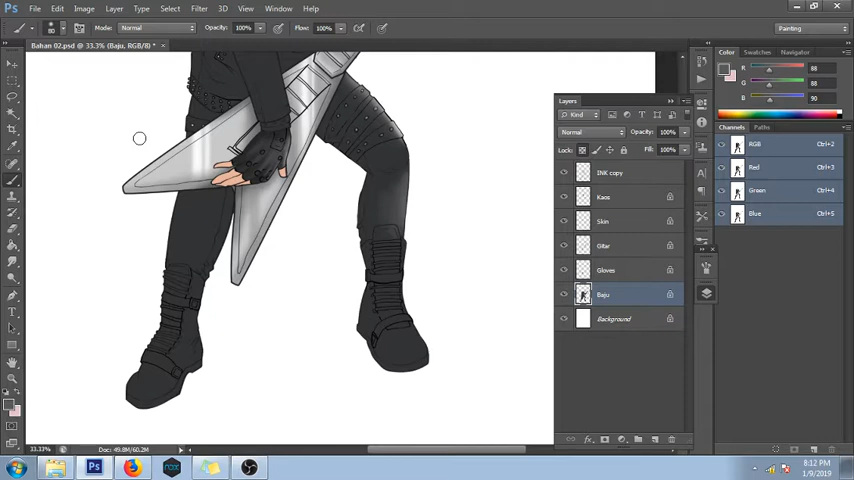 File Edit Image Layer Type Select Filter 3D View Window Help
80 Mode: Normal Opacity: 100% Flow: 100% Painting
Bahan 02.psd @ 33.3% (Baju, RGB/8) * ×
Color Swatches Navigator
R 88
G 88
B 90
Layers
Kind
Normal Opacity: 100%
Lock: Fill: 100%
INK copy
Kaos
Skin
Gitar
Gloves
Baju
Background
Channels Paths
RGB Ctrl+2
Red Ctrl+3
Green Ctrl+4
Blue Ctrl+5
33.33% Doc: 49.8M/60.2M
Ps
rox
8:12 PM
1/9/2019